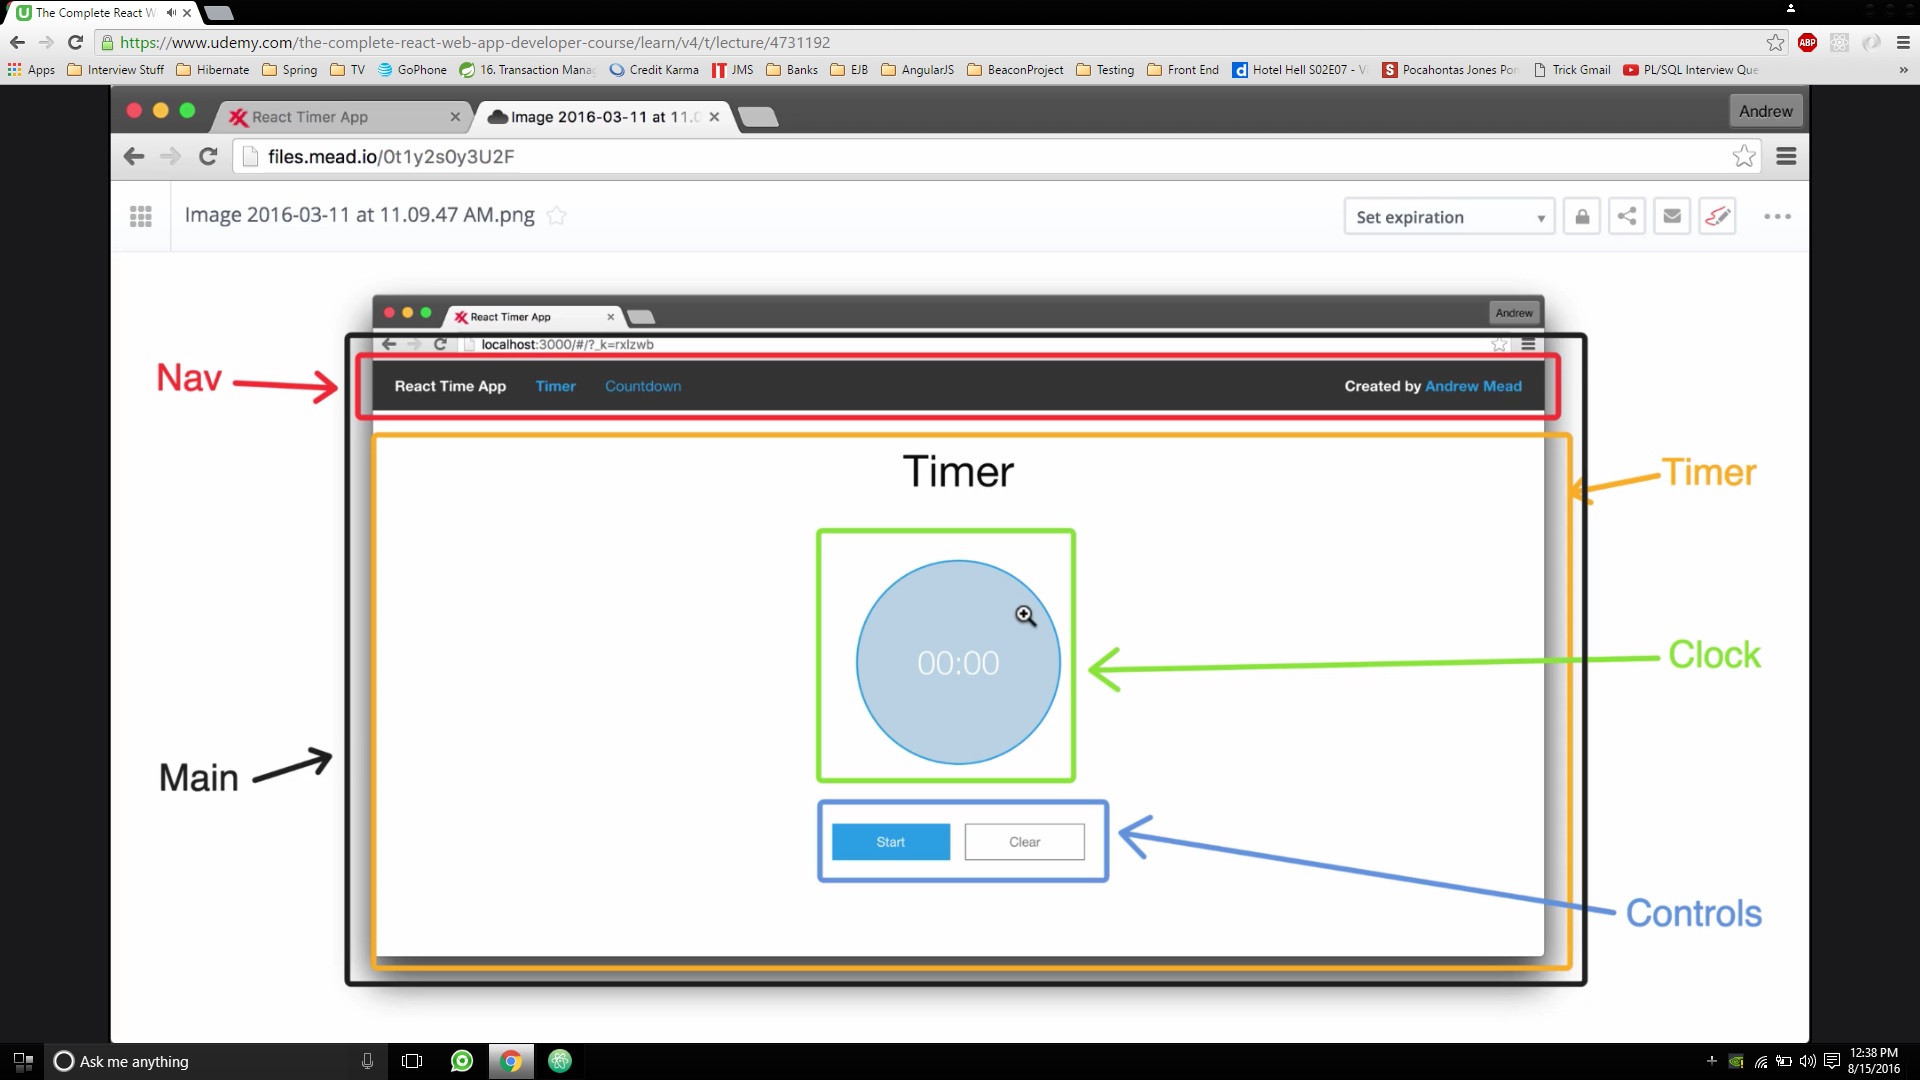 The Complete React W
https://www.udemy.com/the-complete-react-web-app-developer-course/learn/v4/t/lecture/4731192
ABP
Apps Interview Stuff Hibernate Spring TV GoPhone 16. Transaction Mana Credit Karma JMS Banks EJB AngularJS BeaconProject Testing Front End Hotel Hell S02E07 - Pocahontas Jones Por Trick Gmail PL/SQL Interview Que
React Timer App Image 2016-03-11 at 11.0 Andrew
files.mead.io/0t1y2s0y3U2F
Image 2016-03-11 at 11.09.47 AM.png Set expiration
React Timer App Andrew
localhost:3000/#/?_k=rxlzwb
Nav
React Time App Timer Countdown Created by Andrew Mead
Timer
Timer
00:00
Clock
Main
Start Clear
Controls
Ask me anything
12:38 PM
8/15/2016